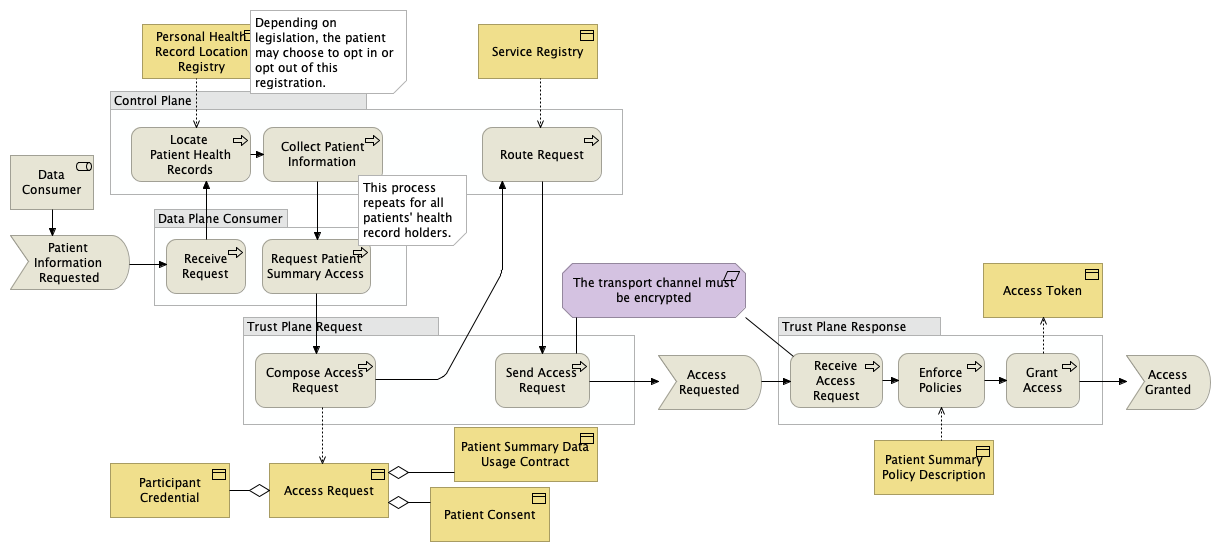 Personal Health
Record Location
Registry
Depending on
legislation, the patient
may choose to opt in or
opt out of this
registration.
Service Registry
Control Plane
Locate
Patient Health
Records
Collect Patient
Information
Route Request
Data
Consumer
This process
repeats for all
patients' health
record holders.
Data Plane Consumer
Patient
Information
Requested
Receive
Request
Request Patient
Summary Access
The transport channel must
be encrypted
Access Token
Trust Plane Request
Trust Plane Response
Compose Access
Request
Send Access
Request
Access
Requested
Receive
Access
Request
Enforce
Policies
Grant
Access
Access
Granted
Patient Summary Data
Usage Contract
Patient Summary
Policy Description
Participant
Credential
Access Request
Patient Consent